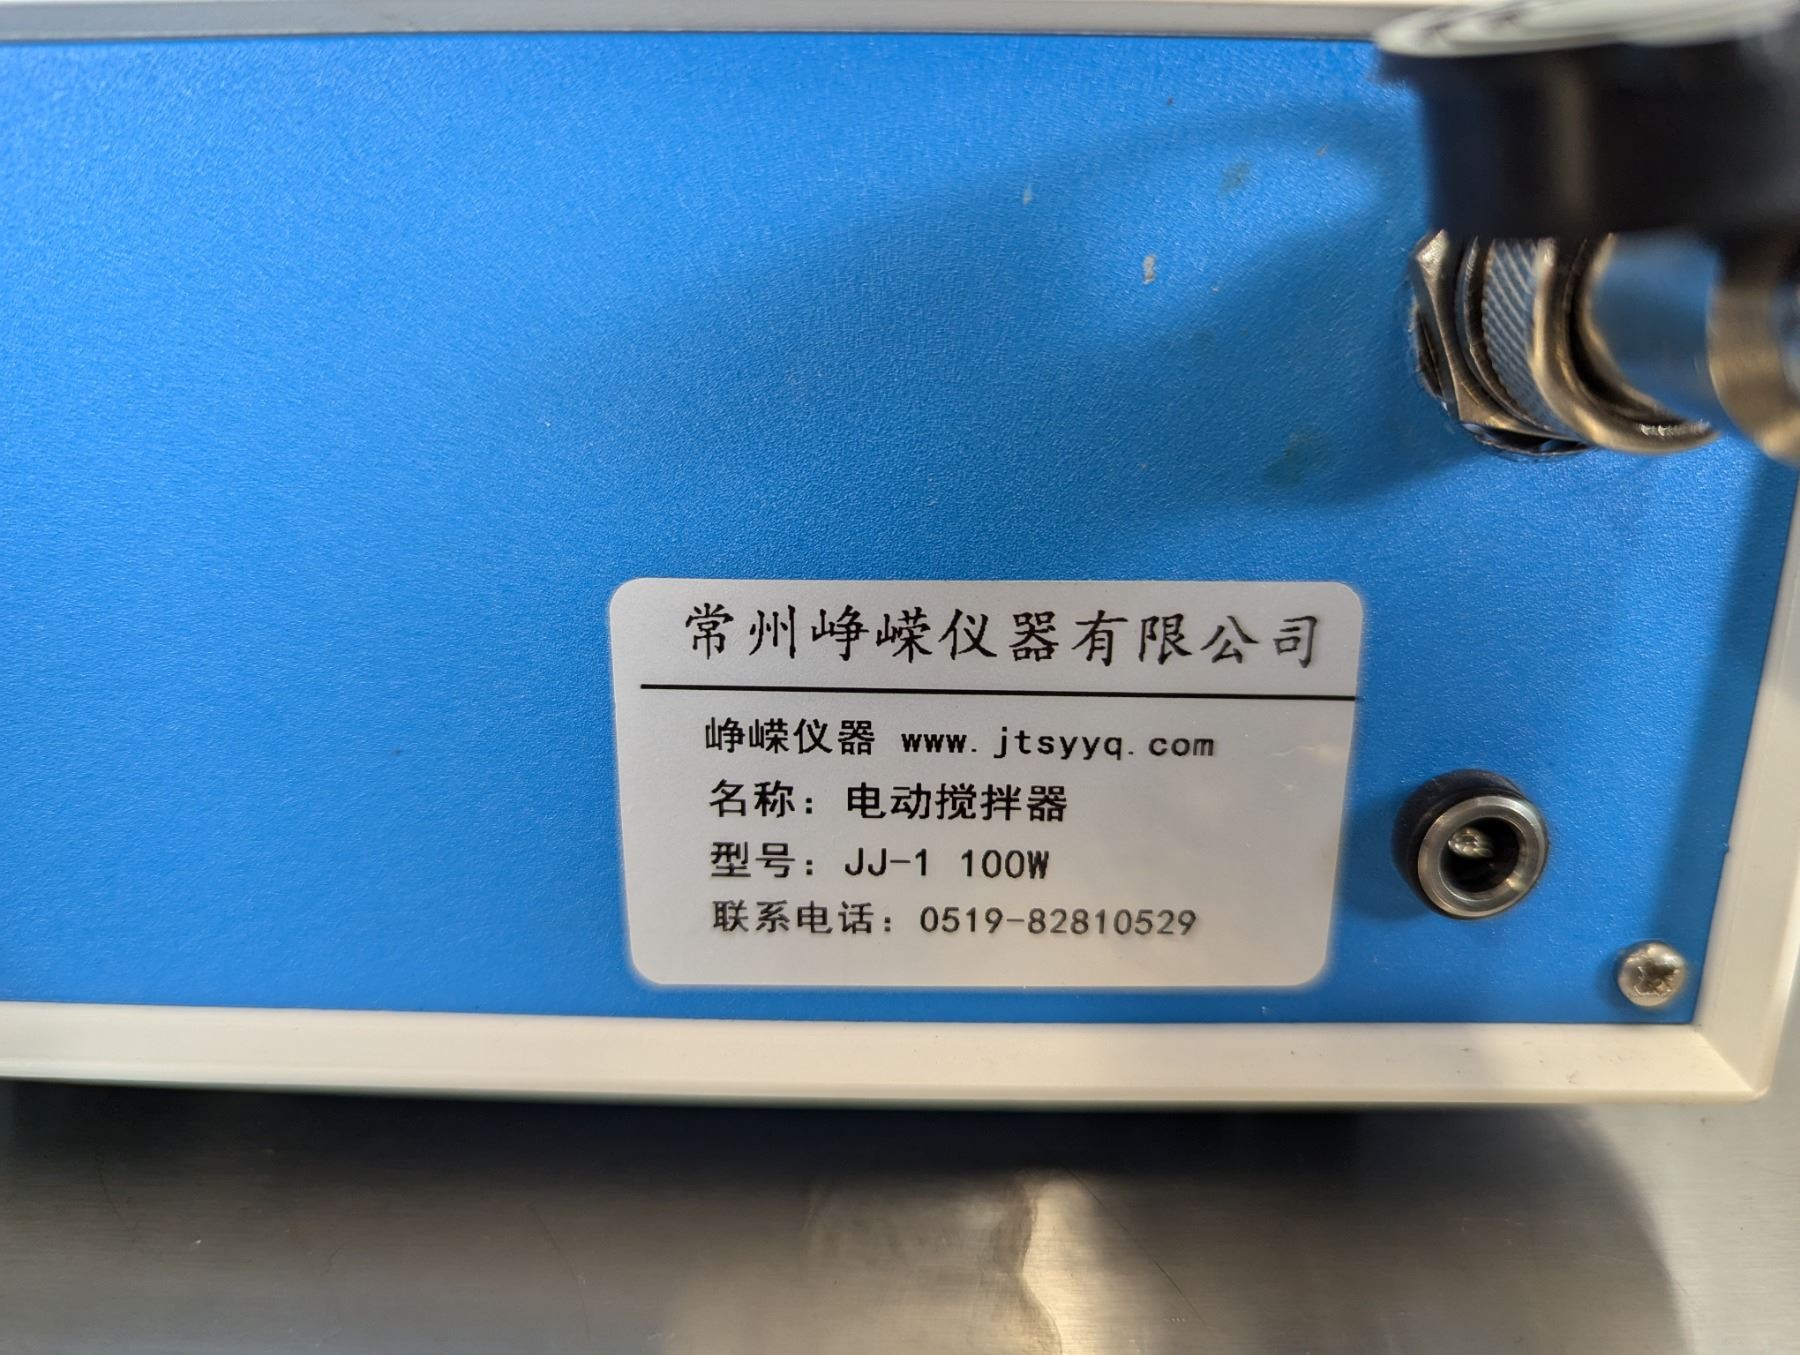 常州峥嵘仪器有限公司
峥嵘仪器 www.jtsyyq.com
名称：电动搅拌器
型号：JJ-1 100W
联系电话：0519-82810529